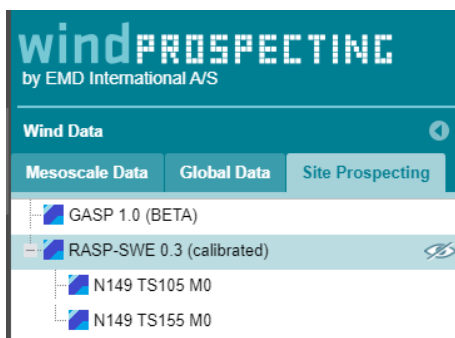 windPROSPECTING
by EMD International A/S
Wind Data
Mesoscale Data Global Data Site Prospecting
GASP 1.0 (BETA)
RASP-SWE 0.3 (calibrated)
N149 TS105 M0
N149 TS155 M0